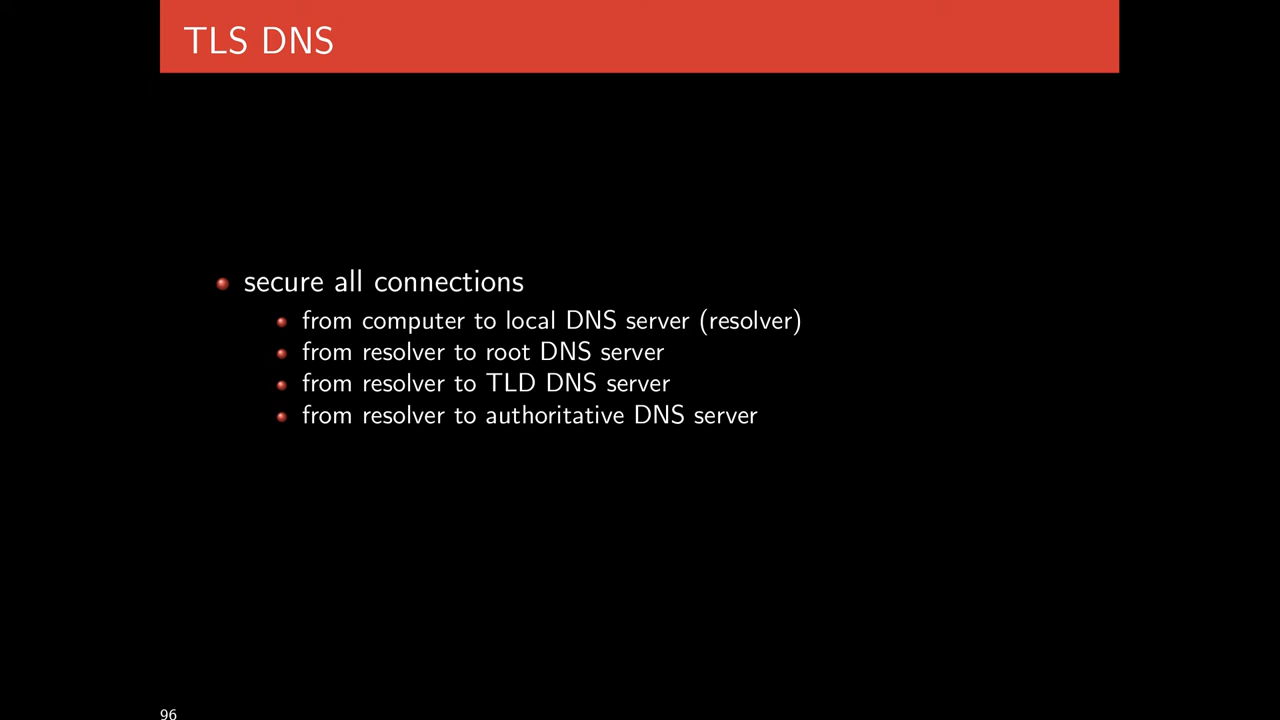 TLS DNS
secure all connections
from computer to local DNS server (resolver)
from resolver to root DNS server
from resolver to TLD DNS server
from resolver to authoritative DNS server
96